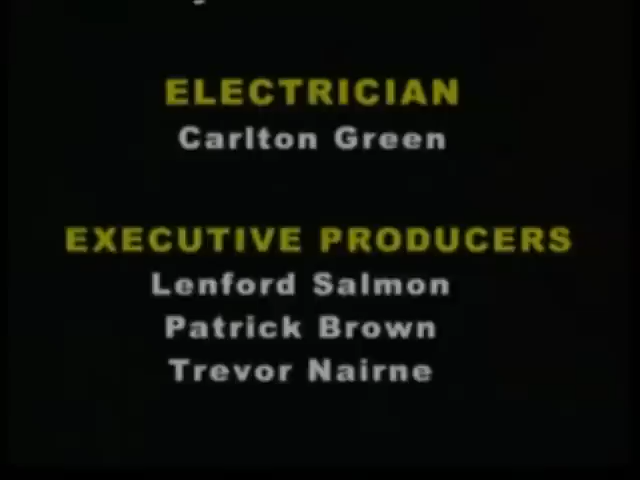 ELECTRICIAN
Carlton Green
EXECUTIVE PRODUCERS
Lenford Salmon
Patrick Brown
Trevor Nairne